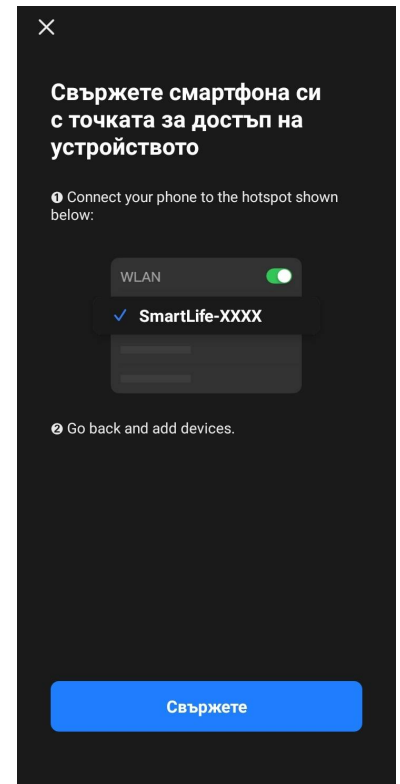 Свържете смартфона си
с точката за достъп на
устройството
❶ Connect your phone to the hotspot shown
below:
WLAN
✓ SmartLife-XXXX
❷ Go back and add devices.
Свържете